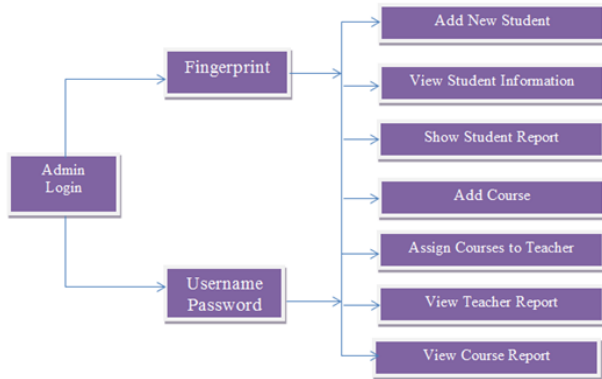 Admin
Login
Fingerprint
Username
Password
Add New Student
View Student Information
Show Student Report
Add Course
Assign Courses to Teacher
View Teacher Report
View Course Report